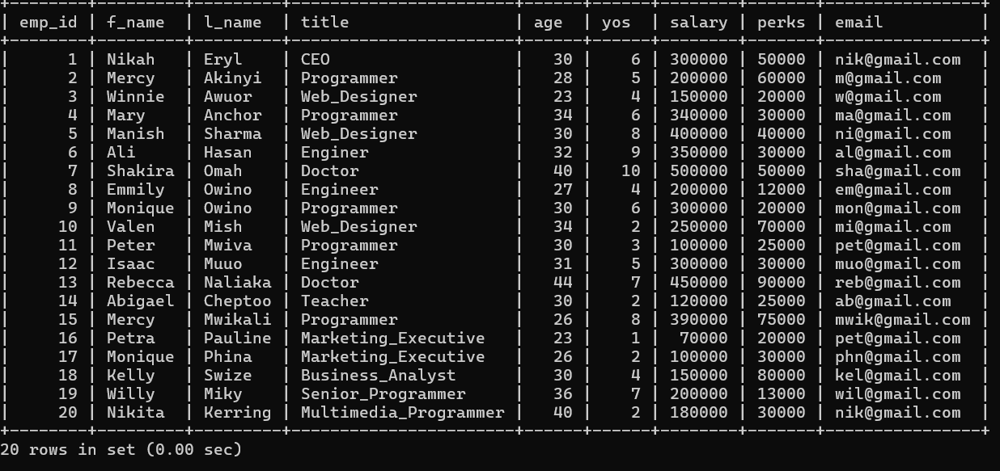 | emp_id | f_name  | l_name  | title                | age  | yos  | salary | perks | email          |
|      1 | Nikah   | Eryl    | CEO                  |   30 |    6 | 300000 | 50000 | nik@gmail.com  |
|      2 | Mercy   | Akinyi  | Programmer           |   28 |    5 | 200000 | 60000 | m@gmail.com    |
|      3 | Winnie  | Awuor   | Web_Designer         |   23 |    4 | 150000 | 20000 | w@gmail.com    |
|      4 | Mary    | Anchor  | Programmer           |   34 |    6 | 340000 | 30000 | ma@gmail.com   |
|      5 | Manish  | Sharma  | Web_Designer         |   30 |    8 | 400000 | 40000 | ni@gmail.com   |
|      6 | Ali     | Hasan   | Enginer              |   32 |    9 | 350000 | 30000 | al@gmail.com   |
|      7 | Shakira | Omah    | Doctor               |   40 |   10 | 500000 | 50000 | sha@gmail.com  |
|      8 | Emmily  | Owino   | Engineer             |   27 |    4 | 200000 | 12000 | em@gmail.com   |
|      9 | Monique | Owino   | Programmer           |   30 |    6 | 300000 | 20000 | mon@gmail.com  |
|     10 | Valen   | Mish    | Web_Designer         |   34 |    2 | 250000 | 70000 | mi@gmail.com   |
|     11 | Peter   | Mwiva   | Programmer           |   30 |    3 | 100000 | 25000 | pet@gmail.com  |
|     12 | Isaac   | Muuo    | Engineer             |   31 |    5 | 300000 | 30000 | muo@gmail.com  |
|     13 | Rebecca | Naliaka | Doctor               |   44 |    7 | 450000 | 90000 | reb@gmail.com  |
|     14 | Abigael | Cheptoo | Teacher              |   30 |    2 | 120000 | 25000 | ab@gmail.com   |
|     15 | Mercy   | Mwikali | Programmer           |   26 |    8 | 390000 | 75000 | mwik@gmail.com |
|     16 | Petra   | Pauline | Marketing_Executive  |   23 |    1 |  70000 | 20000 | pet@gmail.com  |
|     17 | Monique | Phina   | Marketing_Executive  |   26 |    2 | 100000 | 30000 | phn@gmail.com  |
|     18 | Kelly   | Swize   | Business_Analyst     |   30 |    4 | 150000 | 80000 | kel@gmail.com  |
|     19 | Willy   | Miky    | Senior_Programmer    |   36 |    7 | 200000 | 13000 | wil@gmail.com  |
|     20 | Nikita  | Kerring | Multimedia_Programmer |   40 |    2 | 180000 | 30000 | nik@gmail.com  |
20 rows in set (0.00 sec)